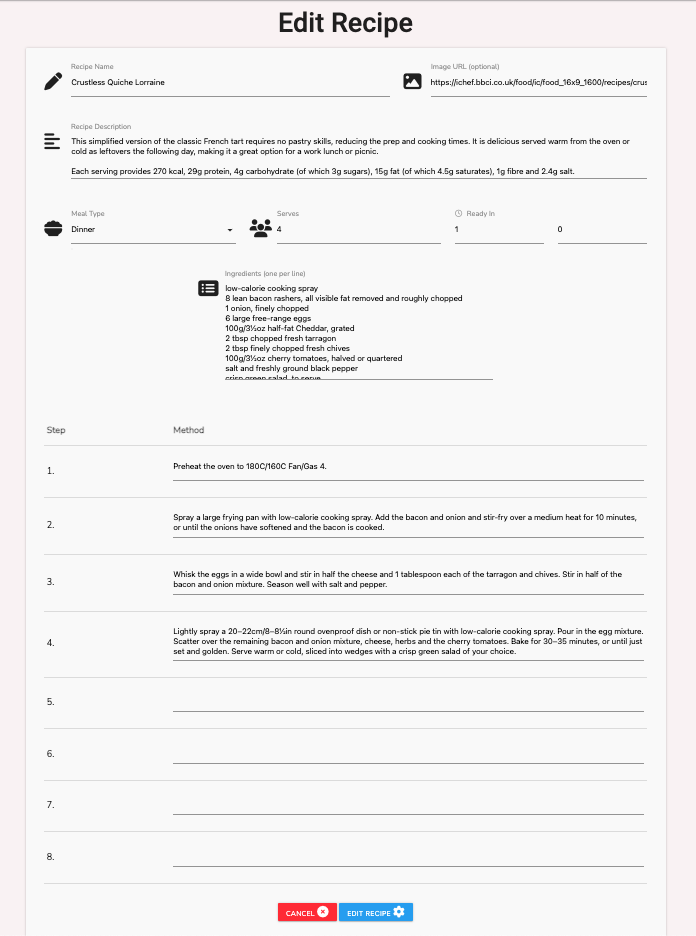 Edit Recipe
Recipe Name
Crustless Quiche Lorraine
Image URL (optional)
https://ichef.bbci.co.uk/food/ic/food_16x9_1600/recipes/crus
Recipe Description
This simplified version of the classic French tart requires no pastry skills, reducing the prep and cooking times. It is delicious served warm from the oven or
cold as leftovers the following day, making it a great option for a work lunch or picnic.
Each serving provides 270 kcal, 29g protein, 4g carbohydrate (of which 3g sugars), 15g fat (of which 4.5g saturates), 1g fibre and 2.4g salt.
Meal Type
Dinner
Serves
4
Ready In
1
0
Ingredients (one per line)
low-calorie cooking spray
8 lean bacon rashers, all visible fat removed and roughly chopped
1 onion, finely chopped
6 large free-range eggs
100g/3½oz half-fat Cheddar, grated
2 tbsp chopped fresh tarragon
2 tbsp finely chopped fresh chives
100g/3½oz cherry tomatoes, halved or quartered
salt and freshly ground black pepper
crisp green salad, to serve
Step
Method
1.
Preheat the oven to 180C/160C Fan/Gas 4.
2.
Spray a large frying pan with low-calorie cooking spray. Add the bacon and onion and stir-fry over a medium heat for 10 minutes,
or until the onions have softened and the bacon is cooked.
3.
Whisk the eggs in a wide bowl and stir in half the cheese and 1 tablespoon each of the tarragon and chives. Stir in half of the
bacon and onion mixture. Season well with salt and pepper.
4.
Lightly spray a 20–22cm/8–8½in round ovenproof dish or non-stick pie tin with low-calorie cooking spray. Pour in the egg mixture.
Scatter over the remaining bacon and onion mixture, cheese, herbs and the cherry tomatoes. Bake for 30–35 minutes, or until just
set and golden. Serve warm or cold, sliced into wedges with a crisp green salad of your choice.
5.
6.
7.
8.
CANCEL
EDIT RECIPE